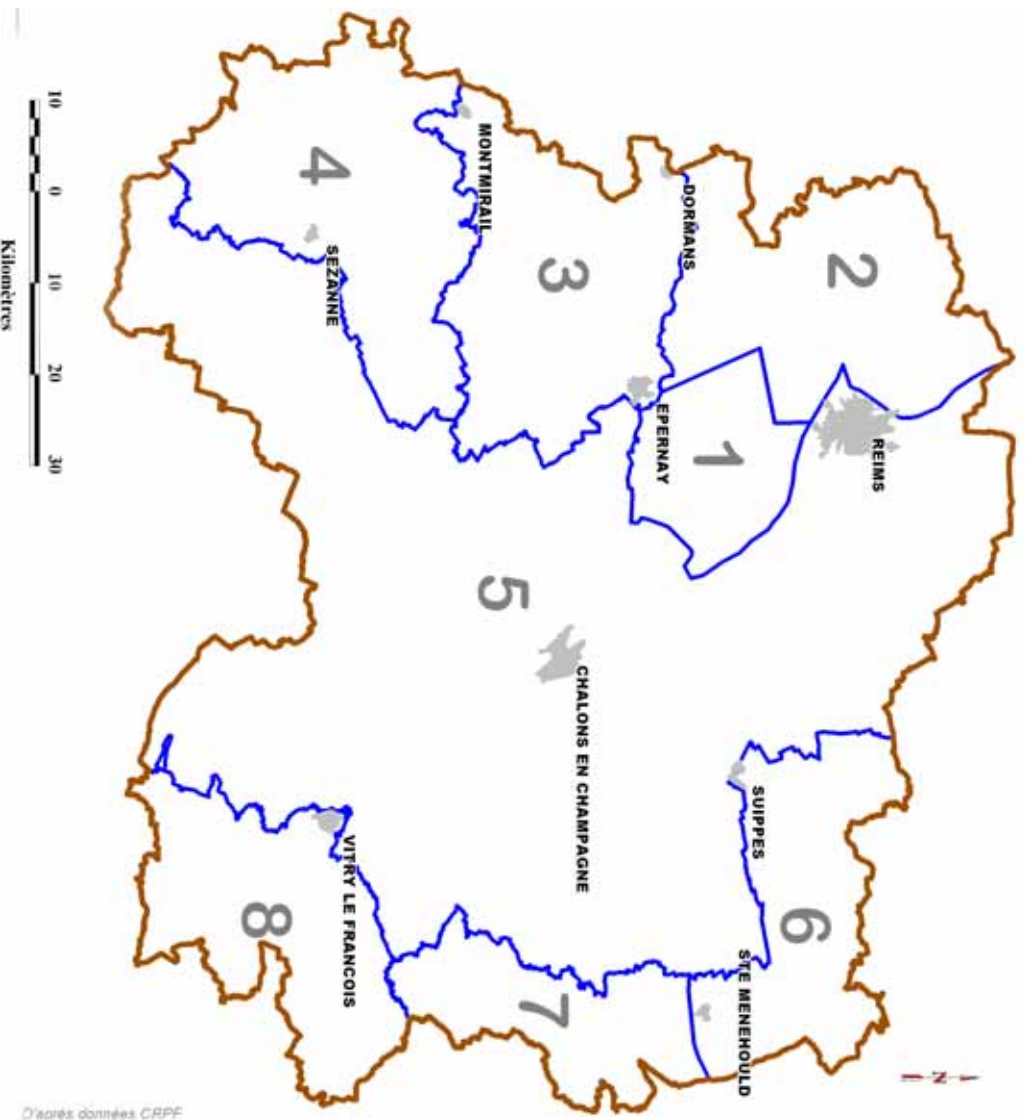 REIMS
2
DORMANS
1
EPERNAY
3
MONTMIRAIL
4
SEZANNE
5
CHALONS EN CHAMPAGNE
SUIPPES
6
STE MENEHOULD
7
VITRY LE FRANCOIS
8
10 0 10 20 30
Kilomètres
N
D'après données CRPF